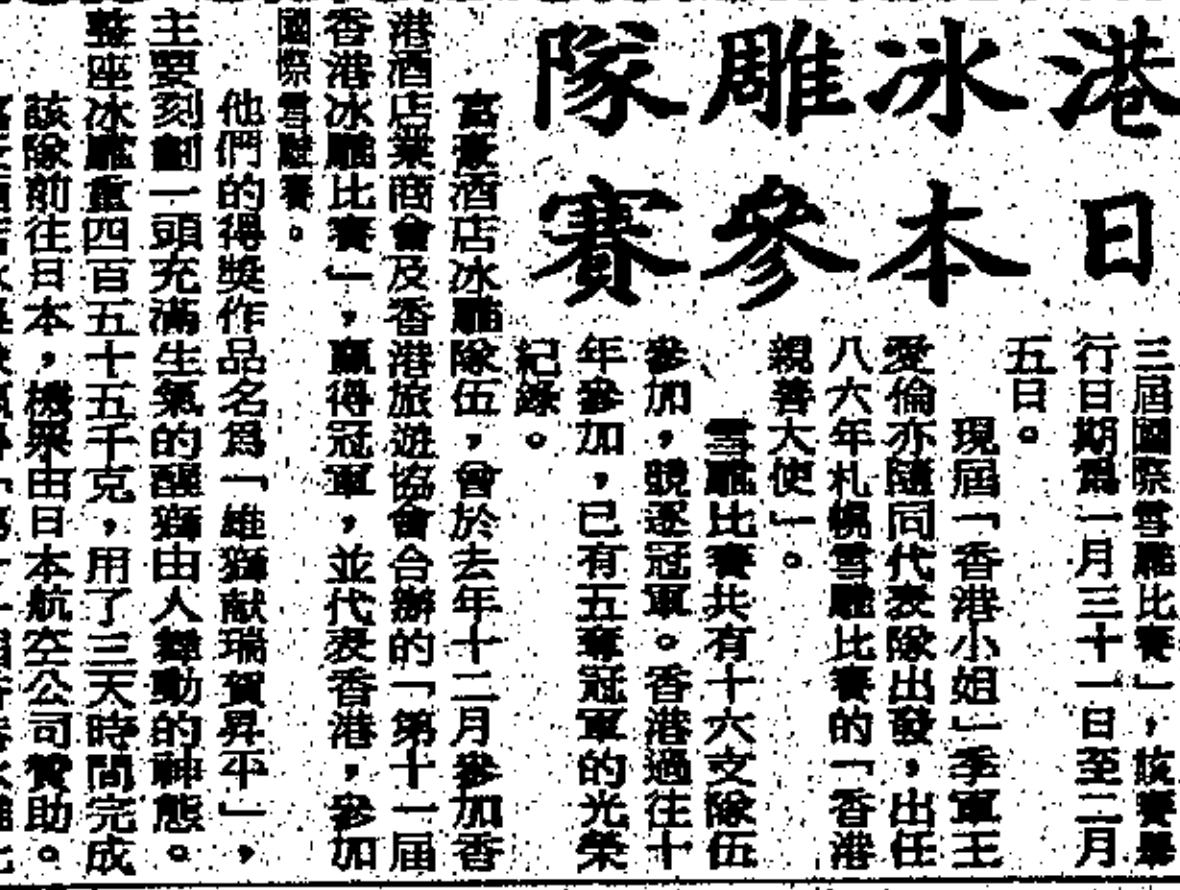 港冰雕隊
日本參賽
三屆國際雪雕比賽」，該賽舉
行日期爲一月三十一日至二月
五日。
現屆「香港小姐」季軍王
愛倫亦隨同代表隊出發，出任
八六年札幌雪雕比賽的「香港
親善大使」。
雪雕比賽共有十六支隊伍
參加，競逐冠軍。香港過往十
年參加，已有五奪冠軍的光榮
紀錄。
富豪酒店冰雕隊伍，曾於去年十二月參加香
港酒店業商會及香港旅遊協會合辦的「第十一屆
香港冰雕比賽」，贏得冠軍，並代表香港，參加
國際雪雕賽。
他們的得獎作品名爲「雄獅献瑞賀昇平」，
主要刻劃一頭充滿生氣的醒獅由人舞動的神態。
整座冰雕重四百五十五千克，用了三天時間完成
該隊前往日本，機票由日本航空公司贊助。